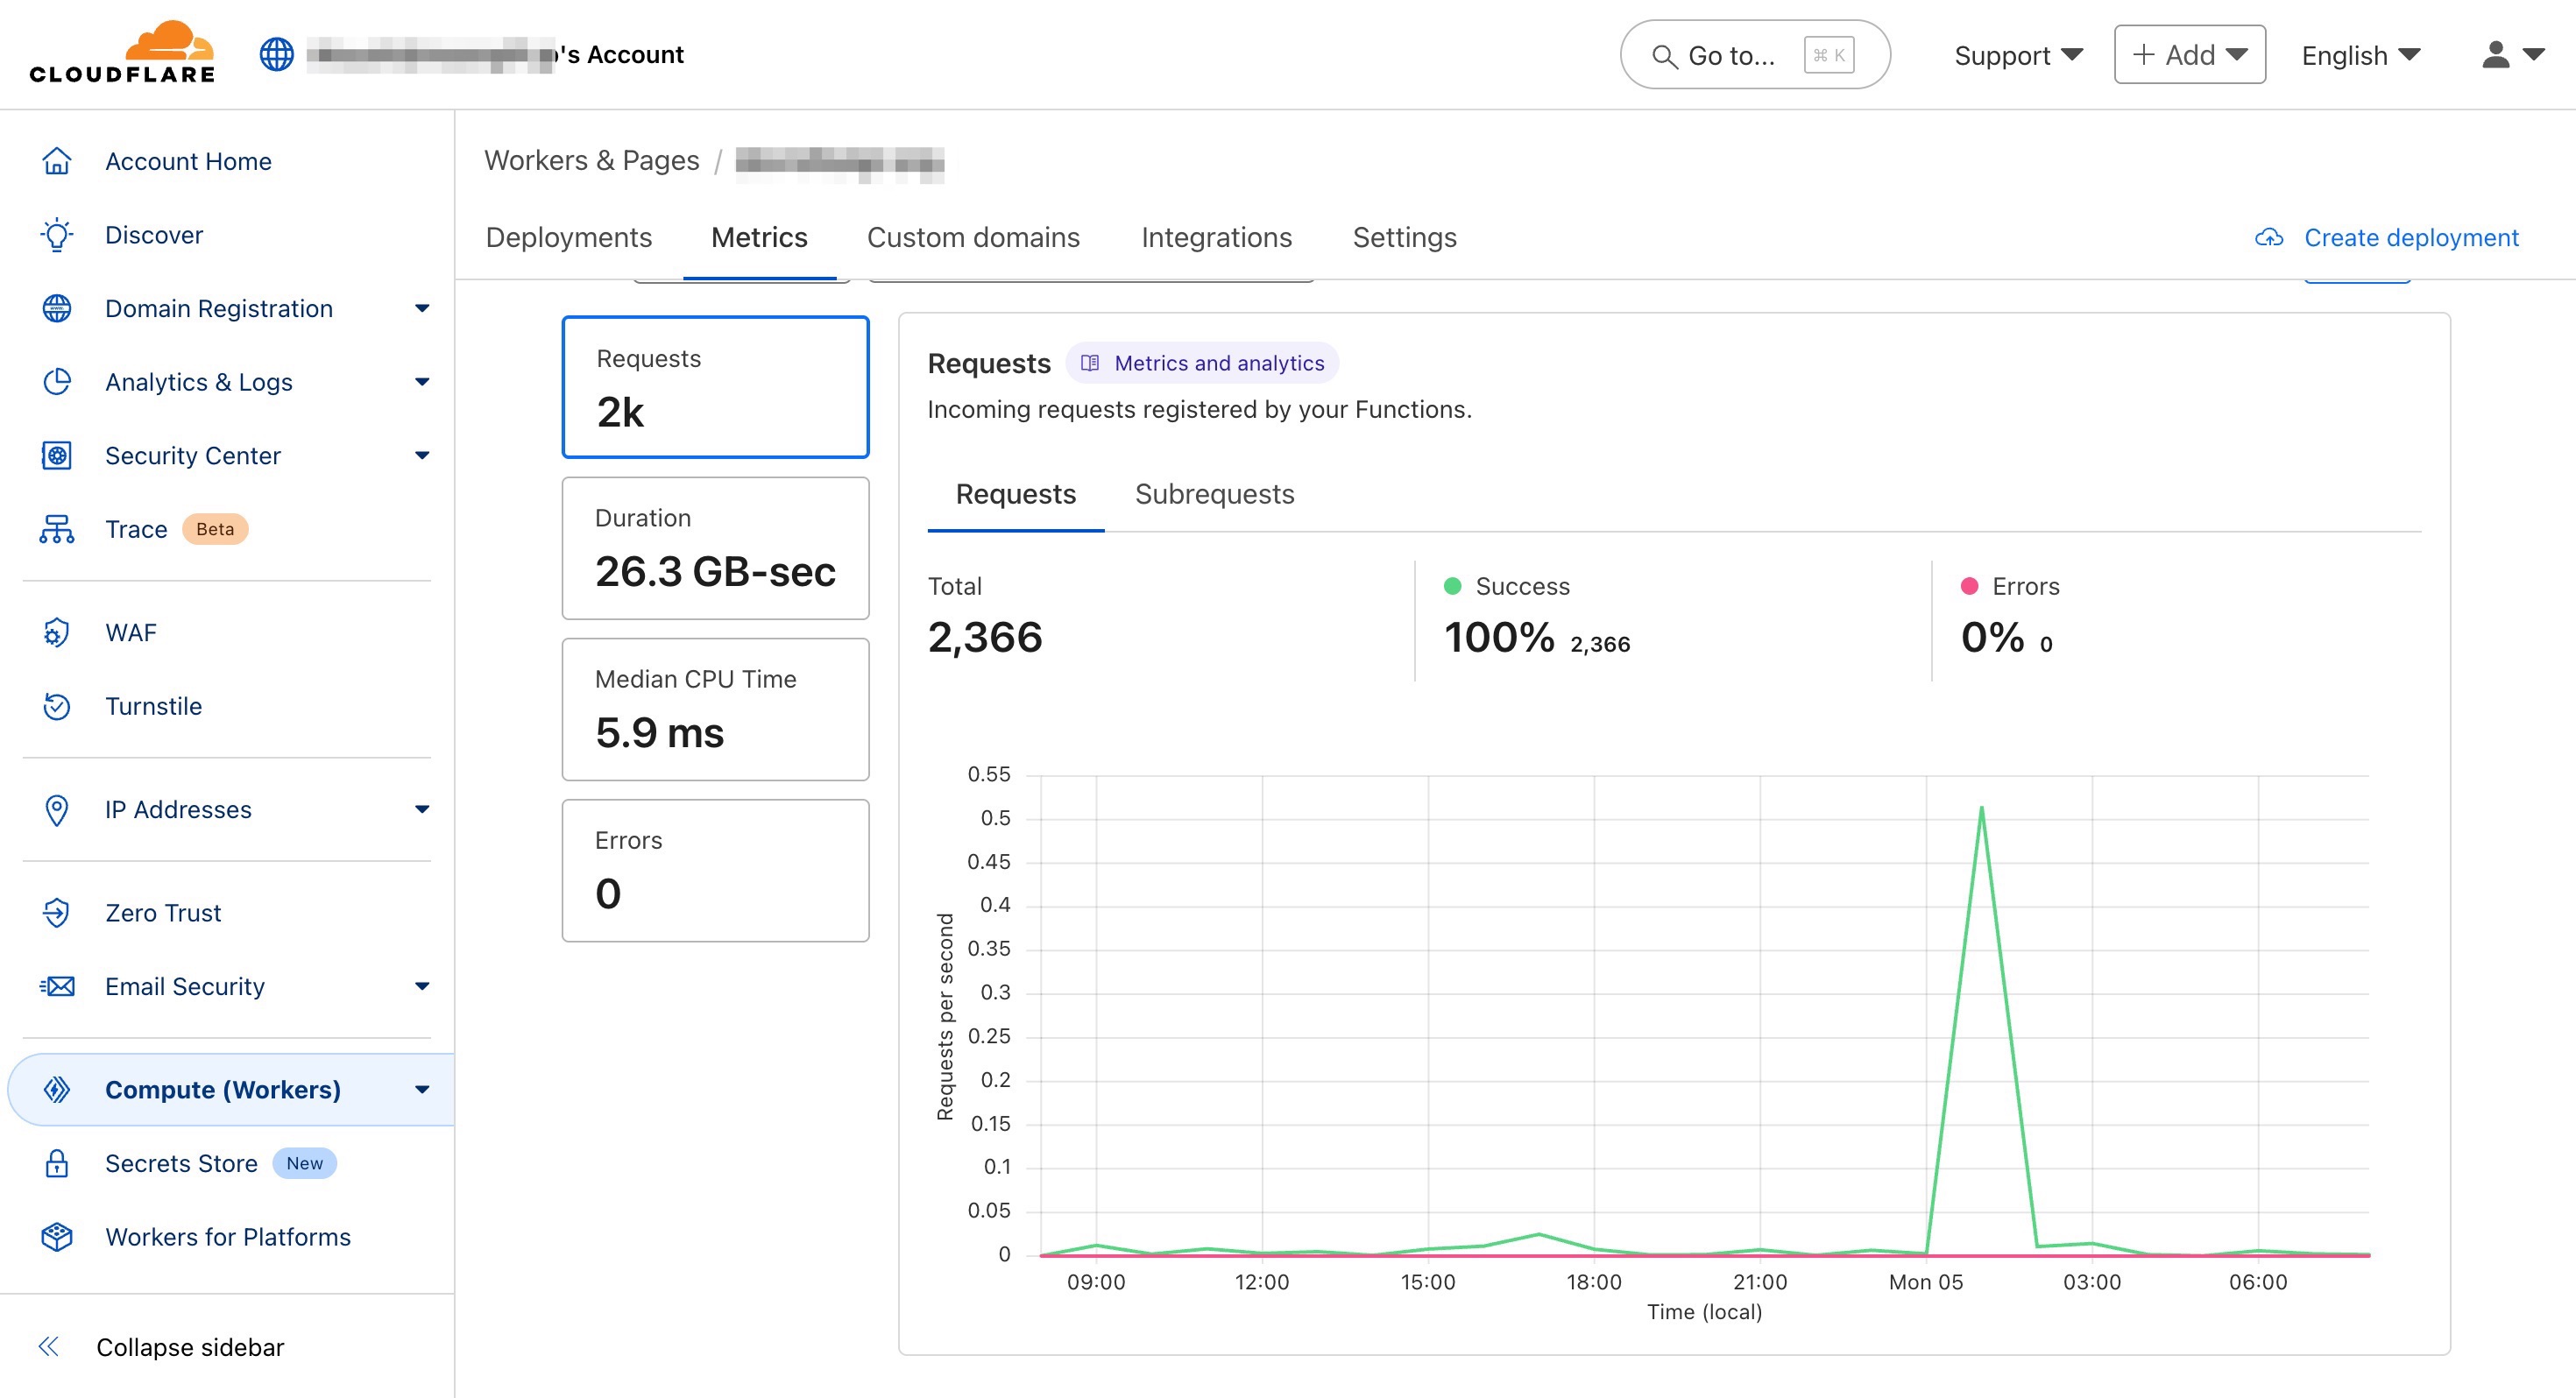 CLOUDFLARE
's Account
Go to...
⌘ K
Support
Add
English
Account Home
Discover
Domain Registration
Analytics & Logs
Security Center
Trace Beta
WAF
Turnstile
IP Addresses
Zero Trust
Email Security
Compute (Workers)
Secrets Store New
Workers for Platforms
Collapse sidebar
Workers & Pages /
Deployments Metrics Custom domains Integrations Settings
Create deployment
Requests
2k
Duration
26.3 GB-sec
Median CPU Time
5.9 ms
Errors
0
Requests Metrics and analytics
Incoming requests registered by your Functions.
Requests Subrequests
Total
2,366
Success
100% 2,366
Errors
0% 0
Requests per second
0.55
0.5
0.45
0.4
0.35
0.3
0.25
0.2
0.15
0.1
0.05
0
09:00 12:00 15:00 18:00 21:00 Mon 05 03:00 06:00
Time (local)